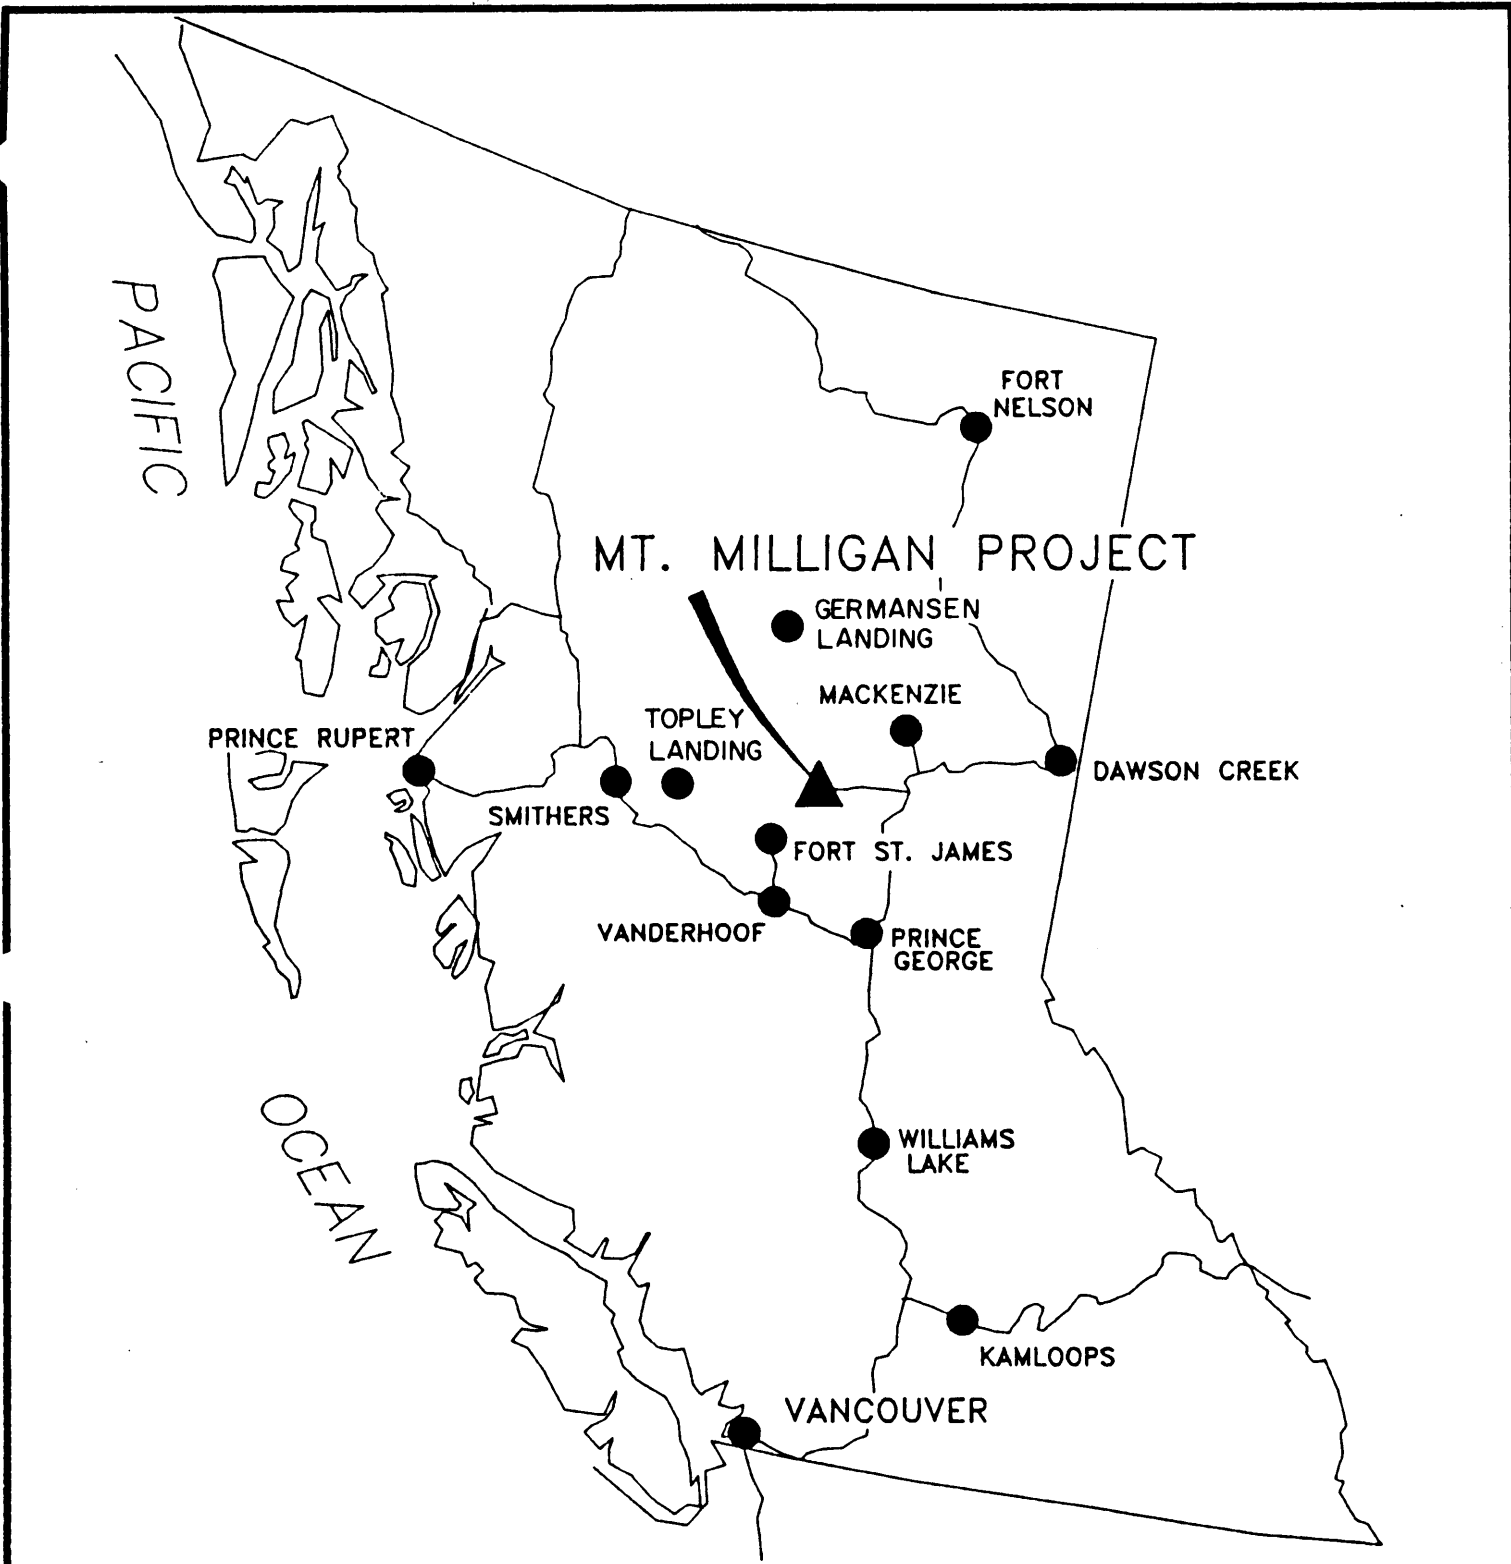 PACIFIC
FORT
NELSON
MT. MILLIGAN PROJECT
GERMANSEN
LANDING
MACKENZIE
TOPLEY
LANDING
PRINCE RUPERT
DAWSON CREEK
SMITHERS
FORT ST. JAMES
VANDERHOOF
PRINCE
GEORGE
OCEAN
WILLIAMS
LAKE
KAMLOOPS
VANCOUVER